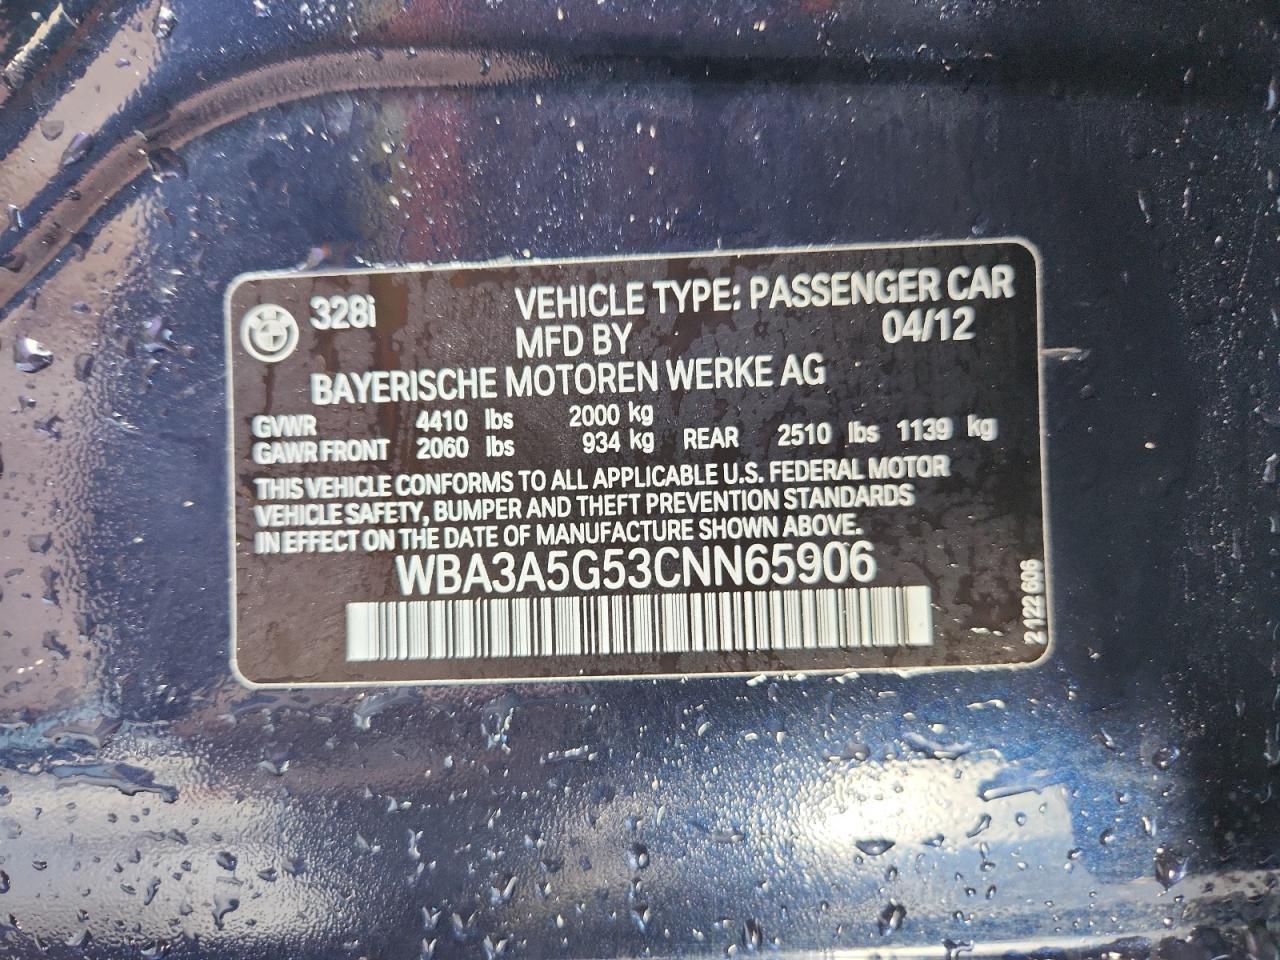 328i VEHICLE TYPE: PASSENGER CAR
MFD BY 04/12
BAYERISCHE MOTOREN WERKE AG
GVWR 4410 lbs 2000 kg
GAWR FRONT 2060 lbs 934 kg REAR 2510 lbs 1139 kg
THIS VEHICLE CONFORMS TO ALL APPLICABLE U.S. FEDERAL MOTOR
VEHICLE SAFETY, BUMPER AND THEFT PREVENTION STANDARDS
IN EFFECT ON THE DATE OF MANUFACTURE SHOWN ABOVE.
WBA3A5G53CNN65906
2 122 606